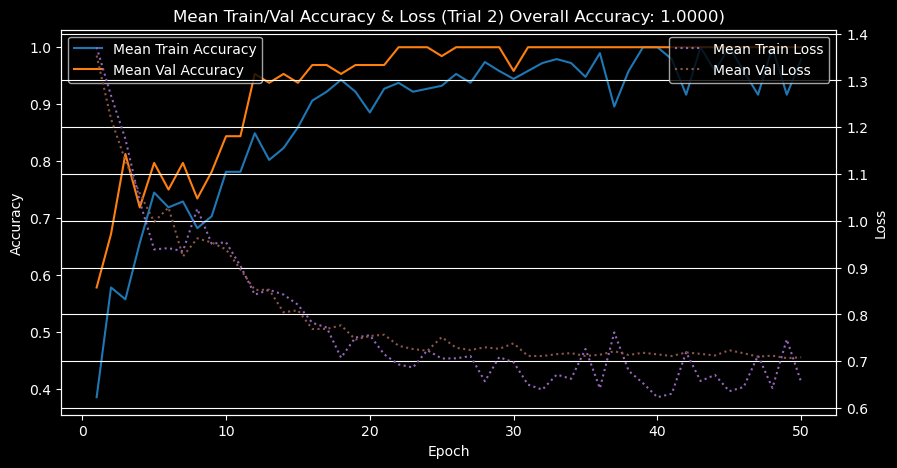 Mean Train/Val Accuracy & Loss (Trial 2) Overall Accuracy: 1.0000)
Mean Train Accuracy
Mean Val Accuracy
Mean Train Loss
Mean Val Loss
Accuracy
1.0
0.9
0.8
0.7
0.6
0.5
0.4
Loss
1.4
1.3
1.2
1.1
1.0
0.9
0.8
0.7
0.6
0 10 20 30 40 50
Epoch